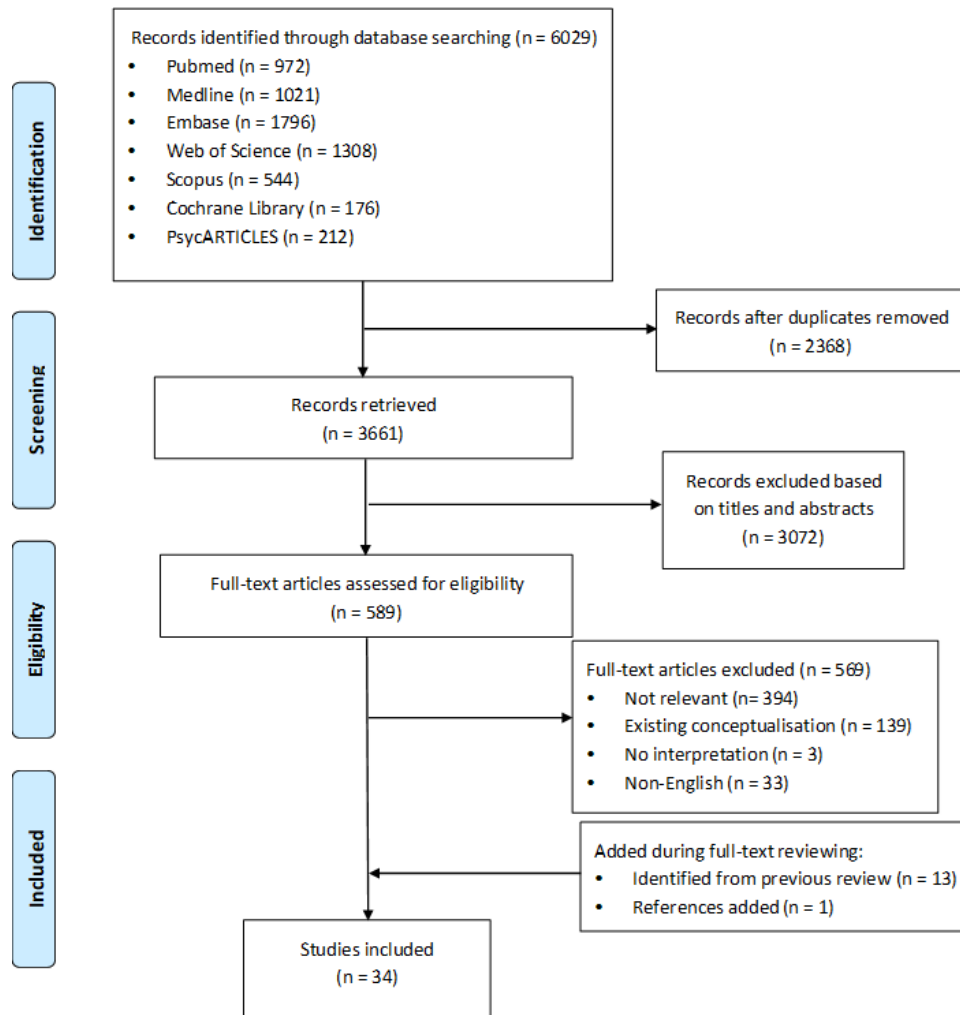 Identification
Records identified through database searching (n = 6029)
• Pubmed (n = 972)
• Medline (n = 1021)
• Embase (n = 1796)
• Web of Science (n = 1308)
• Scopus (n = 544)
• Cochrane Library (n = 176)
• PsycARTICLES (n = 212)
Screening
Records after duplicates removed
(n = 2368)
Records retrieved
(n = 3661)
Records excluded based
on titles and abstracts
(n = 3072)
Eligibility
Full-text articles assessed for eligibility
(n = 589)
Full-text articles excluded (n = 569)
• Not relevant (n= 394)
• Existing conceptualisation (n = 139)
• No interpretation (n = 3)
• Non-English (n = 33)
Included
Added during full-text reviewing:
• Identified from previous review (n = 13)
• References added (n = 1)
Studies included
(n = 34)